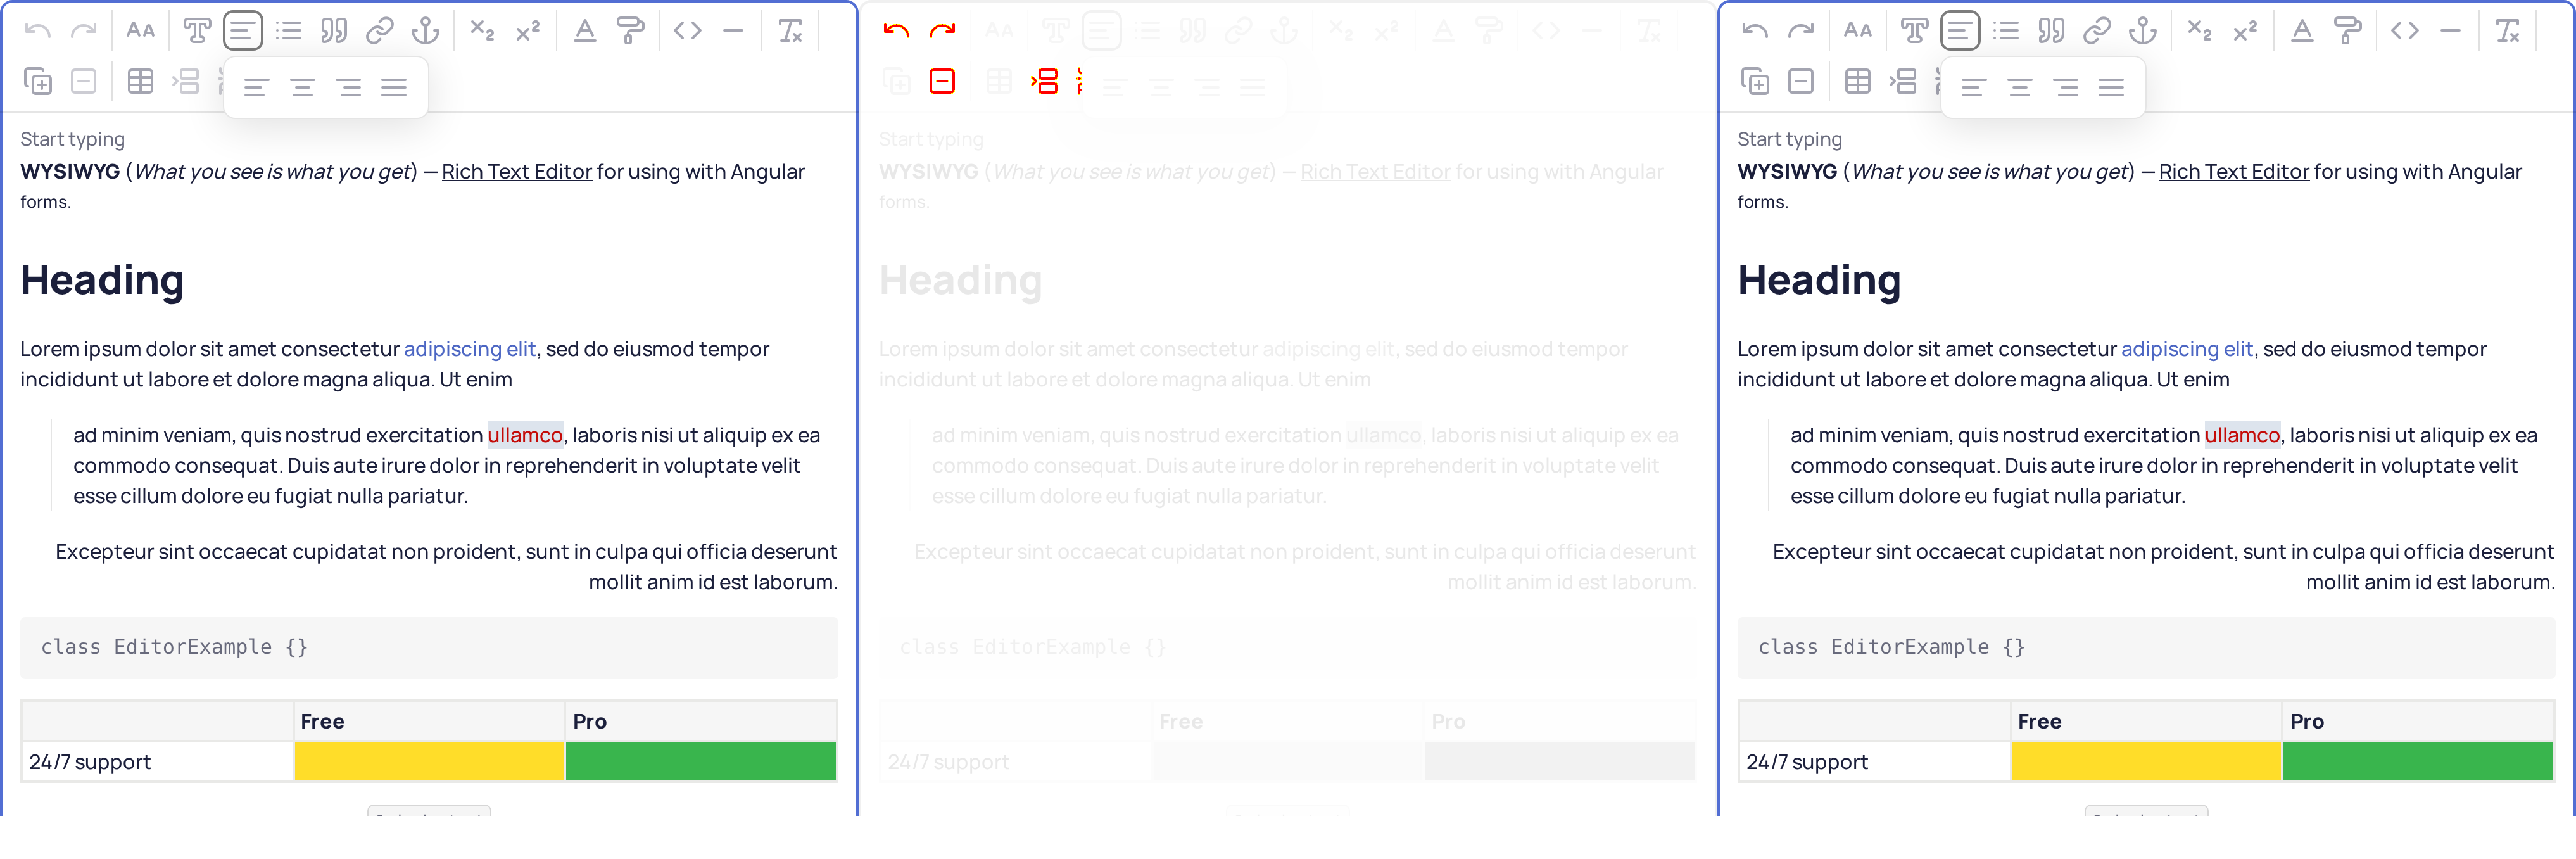 Start typing
WYSIWYG (What you see is what you get) — Rich Text Editor for using with Angular
forms.
Heading
Lorem ipsum dolor sit amet consectetur adipiscing elit, sed do eiusmod tempor
incididunt ut labore et dolore magna aliqua. Ut enim
ad minim veniam, quis nostrud exercitation ullamco, laboris nisi ut aliquip ex ea
commodo consequat. Duis aute irure dolor in reprehenderit in voluptate velit
esse cillum dolore eu fugiat nulla pariatur.
Excepteur sint occaecat cupidatat non proident, sunt in culpa qui officia deserunt
mollit anim id est laborum.
class EditorExample {}
Free Pro
24/7 support
Start typing
WYSIWYG (What you see is what you get) — Rich Text Editor for using with Angular
forms.
Heading
Lorem ipsum dolor sit amet consectetur adipiscing elit, sed do eiusmod tempor
incididunt ut labore et dolore magna aliqua. Ut enim
ad minim veniam, quis nostrud exercitation ullamco, laboris nisi ut aliquip ex ea
commodo consequat. Duis aute irure dolor in reprehenderit in voluptate velit
esse cillum dolore eu fugiat nulla pariatur.
Excepteur sint occaecat cupidatat non proident, sunt in culpa qui officia deserunt
mollit anim id est laborum.
class EditorExample {}
Free Pro
24/7 support
Start typing
WYSIWYG (What you see is what you get) — Rich Text Editor for using with Angular
forms.
Heading
Lorem ipsum dolor sit amet consectetur adipiscing elit, sed do eiusmod tempor
incididunt ut labore et dolore magna aliqua. Ut enim
ad minim veniam, quis nostrud exercitation ullamco, laboris nisi ut aliquip ex ea
commodo consequat. Duis aute irure dolor in reprehenderit in voluptate velit
esse cillum dolore eu fugiat nulla pariatur.
Excepteur sint occaecat cupidatat non proident, sunt in culpa qui officia deserunt
mollit anim id est laborum.
class EditorExample {}
Free Pro
24/7 support